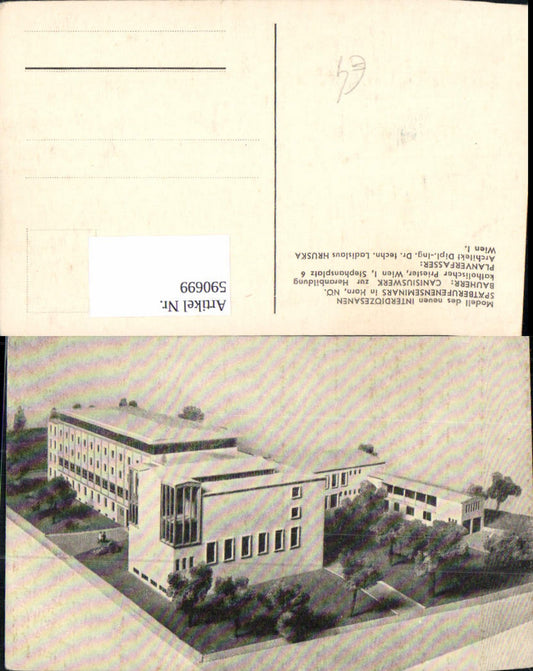 Modell des neuen INTERDIÖZESANEN
SPÄTBERUFENENSEMINARS in Horn, NÖ.
BAUHERR: CANISIUSWERK zur Heranbildung
katholischer Priester, Wien I, Stephansplatz 6
PLANVERFASSER:
Architekt Dipl.-Ing. Dr. techn. Ladislaus HRUSKA
Wien I.
Artikel Nr.
590699